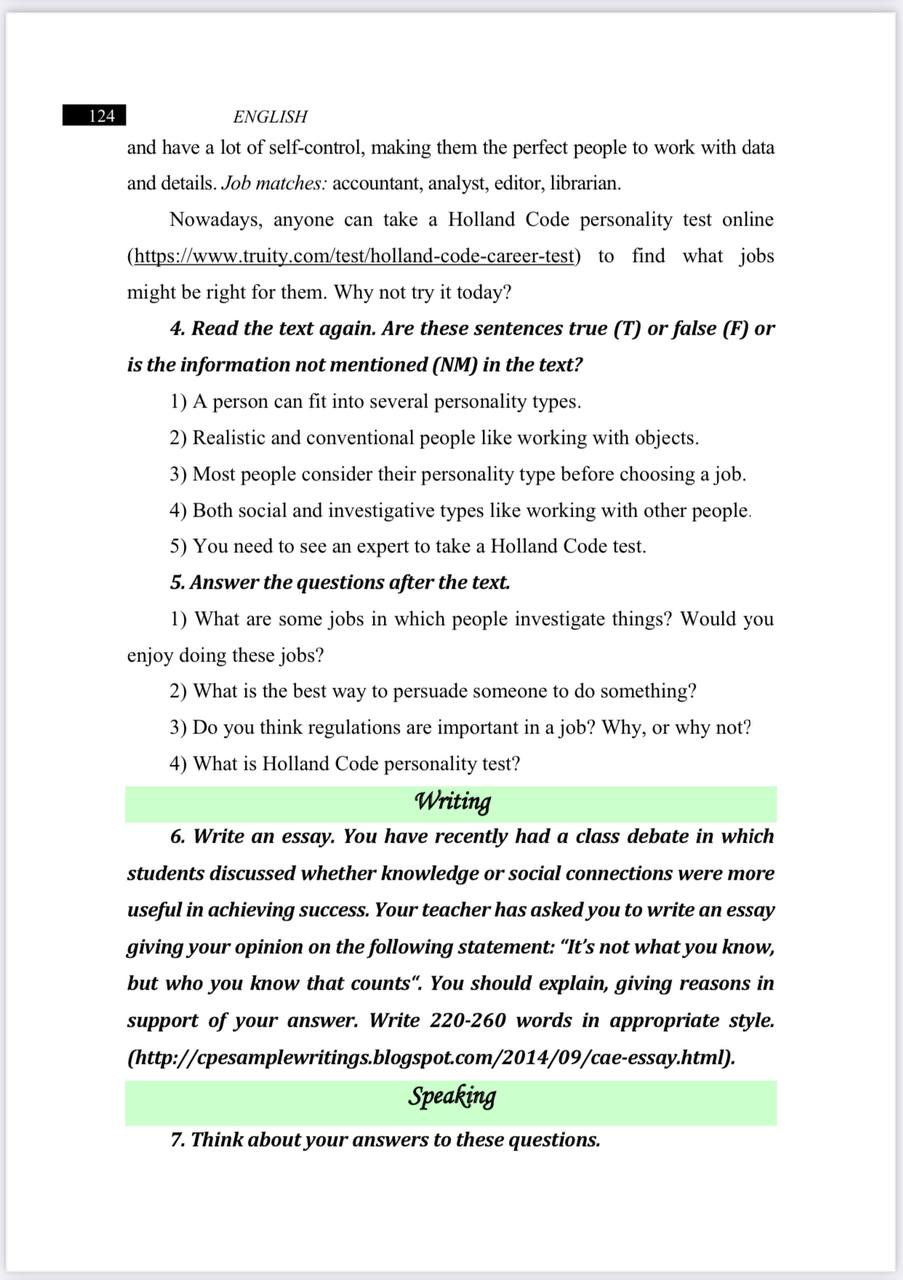 124 ENGLISH
and have a lot of self-control, making them the perfect people to work with data
and details. Job matches: accountant, analyst, editor, librarian.
Nowadays, anyone can take a Holland Code personality test online
(https://www.truity.com/test/holland-code-career-test) to find what jobs
might be right for them. Why not try it today?
4. Read the text again. Are these sentences true (T) or false (F) or
is the information not mentioned (NM) in the text?
1) A person can fit into several personality types.
2) Realistic and conventional people like working with objects.
3) Most people consider their personality type before choosing a job.
4) Both social and investigative types like working with other people.
5) You need to see an expert to take a Holland Code test.
5. Answer the questions after the text.
1) What are some jobs in which people investigate things? Would you
enjoy doing these jobs?
2) What is the best way to persuade someone to do something?
3) Do you think regulations are important in a job? Why, or why not?
4) What is Holland Code personality test?
Writing
6. Write an essay. You have recently had a class debate in which
students discussed whether knowledge or social connections were more
useful in achieving success. Your teacher has asked you to write an essay
giving your opinion on the following statement: “It’s not what you know,
but who you know that counts“. You should explain, giving reasons in
support of your answer. Write 220-260 words in appropriate style.
(http://cpesamplewritings.blogspot.com/2014/09/cae-essay.html).
Speaking
7. Think about your answers to these questions.